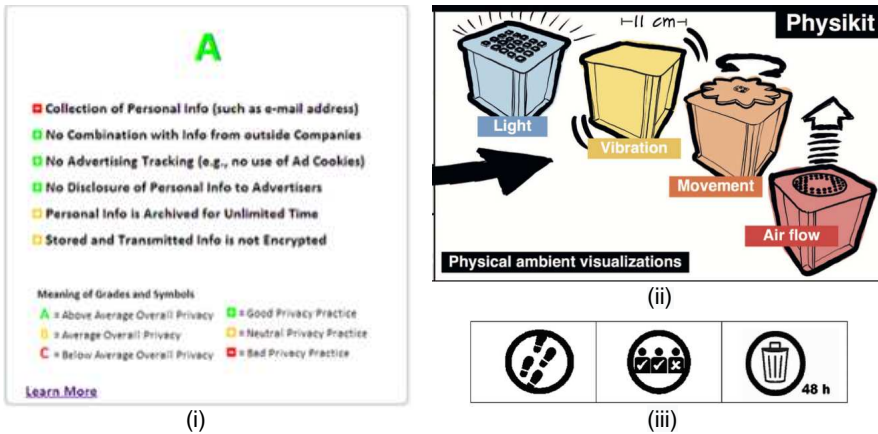 A
Collection of Personal Info (such as e-mail address)
No Combination with Info from outside Companies
No Advertising Tracking (e.g., no use of Ad Cookies)
No Disclosure of Personal Info to Advertisers
Personal Info is Archived for Unlimited Time
Stored and Transmitted Info is not Encrypted
Meaning of Grades and Symbols
A = Above Average Overall Privacy
= Good Privacy Practice
B = Average Overall Privacy
= Neutral Privacy Practice
C = Below Average Overall Privacy
= Bad Privacy Practice
Learn More
(i)
11 cm
Physikit
Light
Vibration
Movement
Air flow
Physical ambient visualizations
(ii)
48 h
(iii)